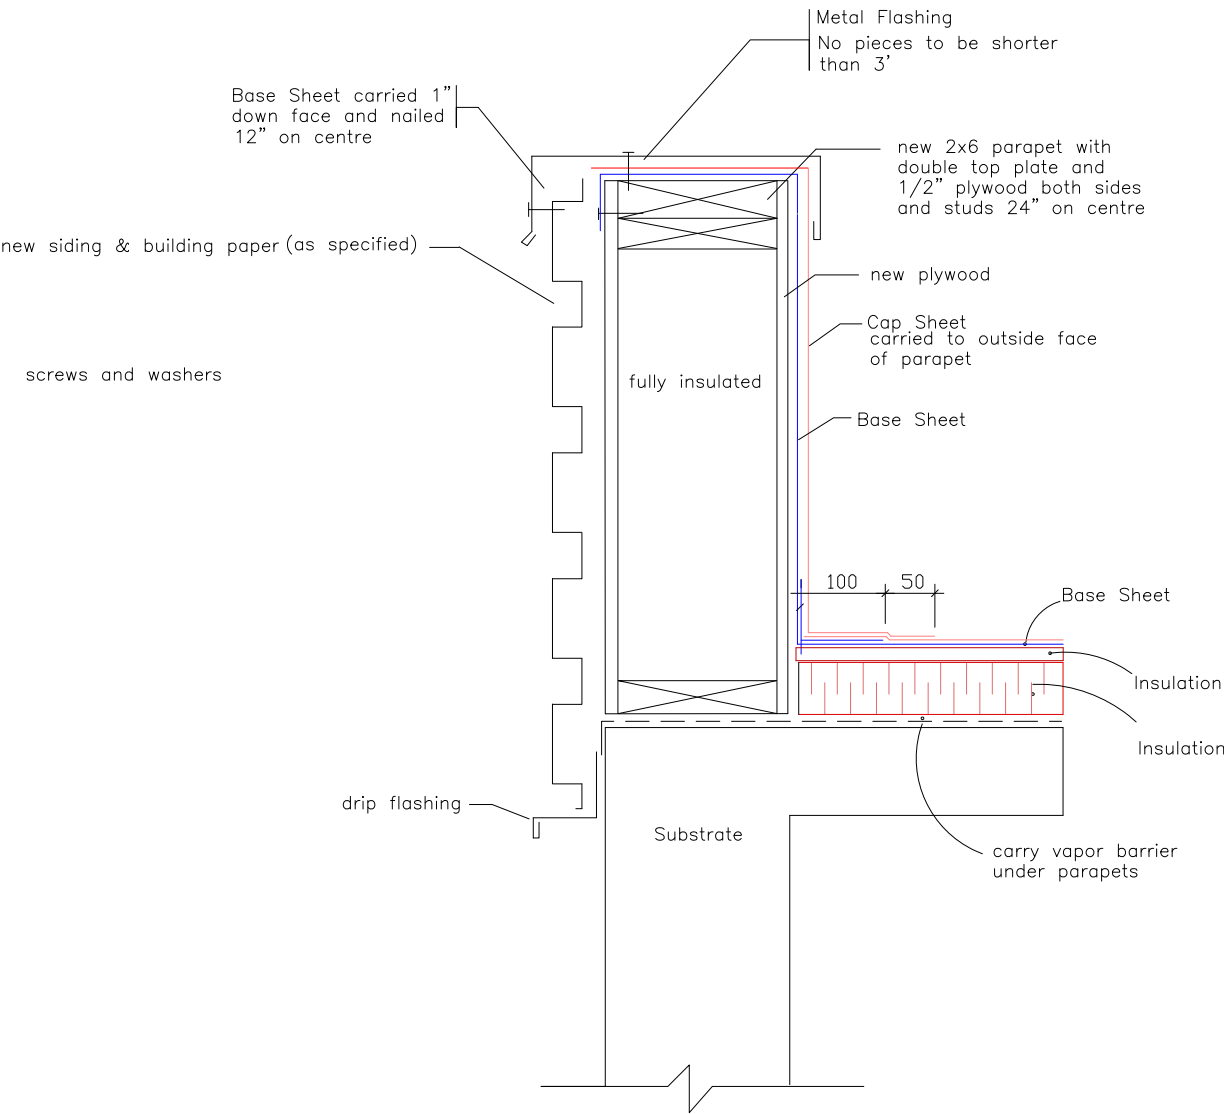 Metal Flashing
No pieces to be shorter
than 3'
Base Sheet carried 1"
down face and nailed
12" on centre
new 2x6 parapet with
double top plate and
1/2" plywood both sides
and studs 24" on centre
new siding & building paper (as specified)
new plywood
Cap Sheet
carried to outside face
of parapet
screws and washers
fully insulated
Base Sheet
100
50
Base Sheet
Insulation
Insulation
drip flashing
Substrate
carry vapor barrier
under parapets